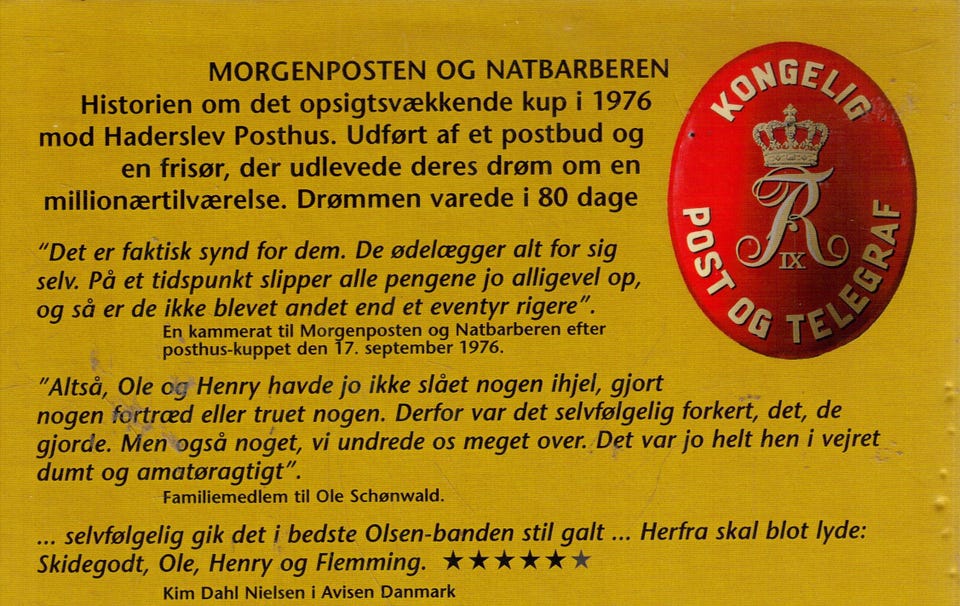 MORGENPOSTEN OG NATBARBEREN
Historien om det opsigtsvækkende kup i 1976
mod Haderslev Posthus. Udført af et postbud og
en frisør, der udlevede deres drøm om en
millionærtilværelse. Drømmen varede i 80 dage
KONGELIG
FR
IX
POST OG TELEGRAF
"Det er faktisk synd for dem. De ødelægger alt for sig
selv. På et tidspunkt slipper alle pengene jo alligevel op,
og så er de ikke blevet andet end et eventyr rigere".
En kammerat til Morgenposten og Natbarberen efter
posthus-kuppet den 17. september 1976.
"Altså, Ole og Henry havde jo ikke slået nogen ihjel, gjort
nogen fortræd eller truet nogen. Derfor var det selvfølgelig forkert, det, de
gjorde. Men også noget, vi undrede os meget over. Det var jo helt hen i vejret
dumt og amatøragtigt".
Familiemedlem til Ole Schønwald.
... selvfølgelig gik det i bedste Olsen-banden stil galt ... Herfra skal blot lyde:
Skidegodt, Ole, Henry og Flemming. ★★★★★★
Kim Dahl Nielsen i Avisen Danmark